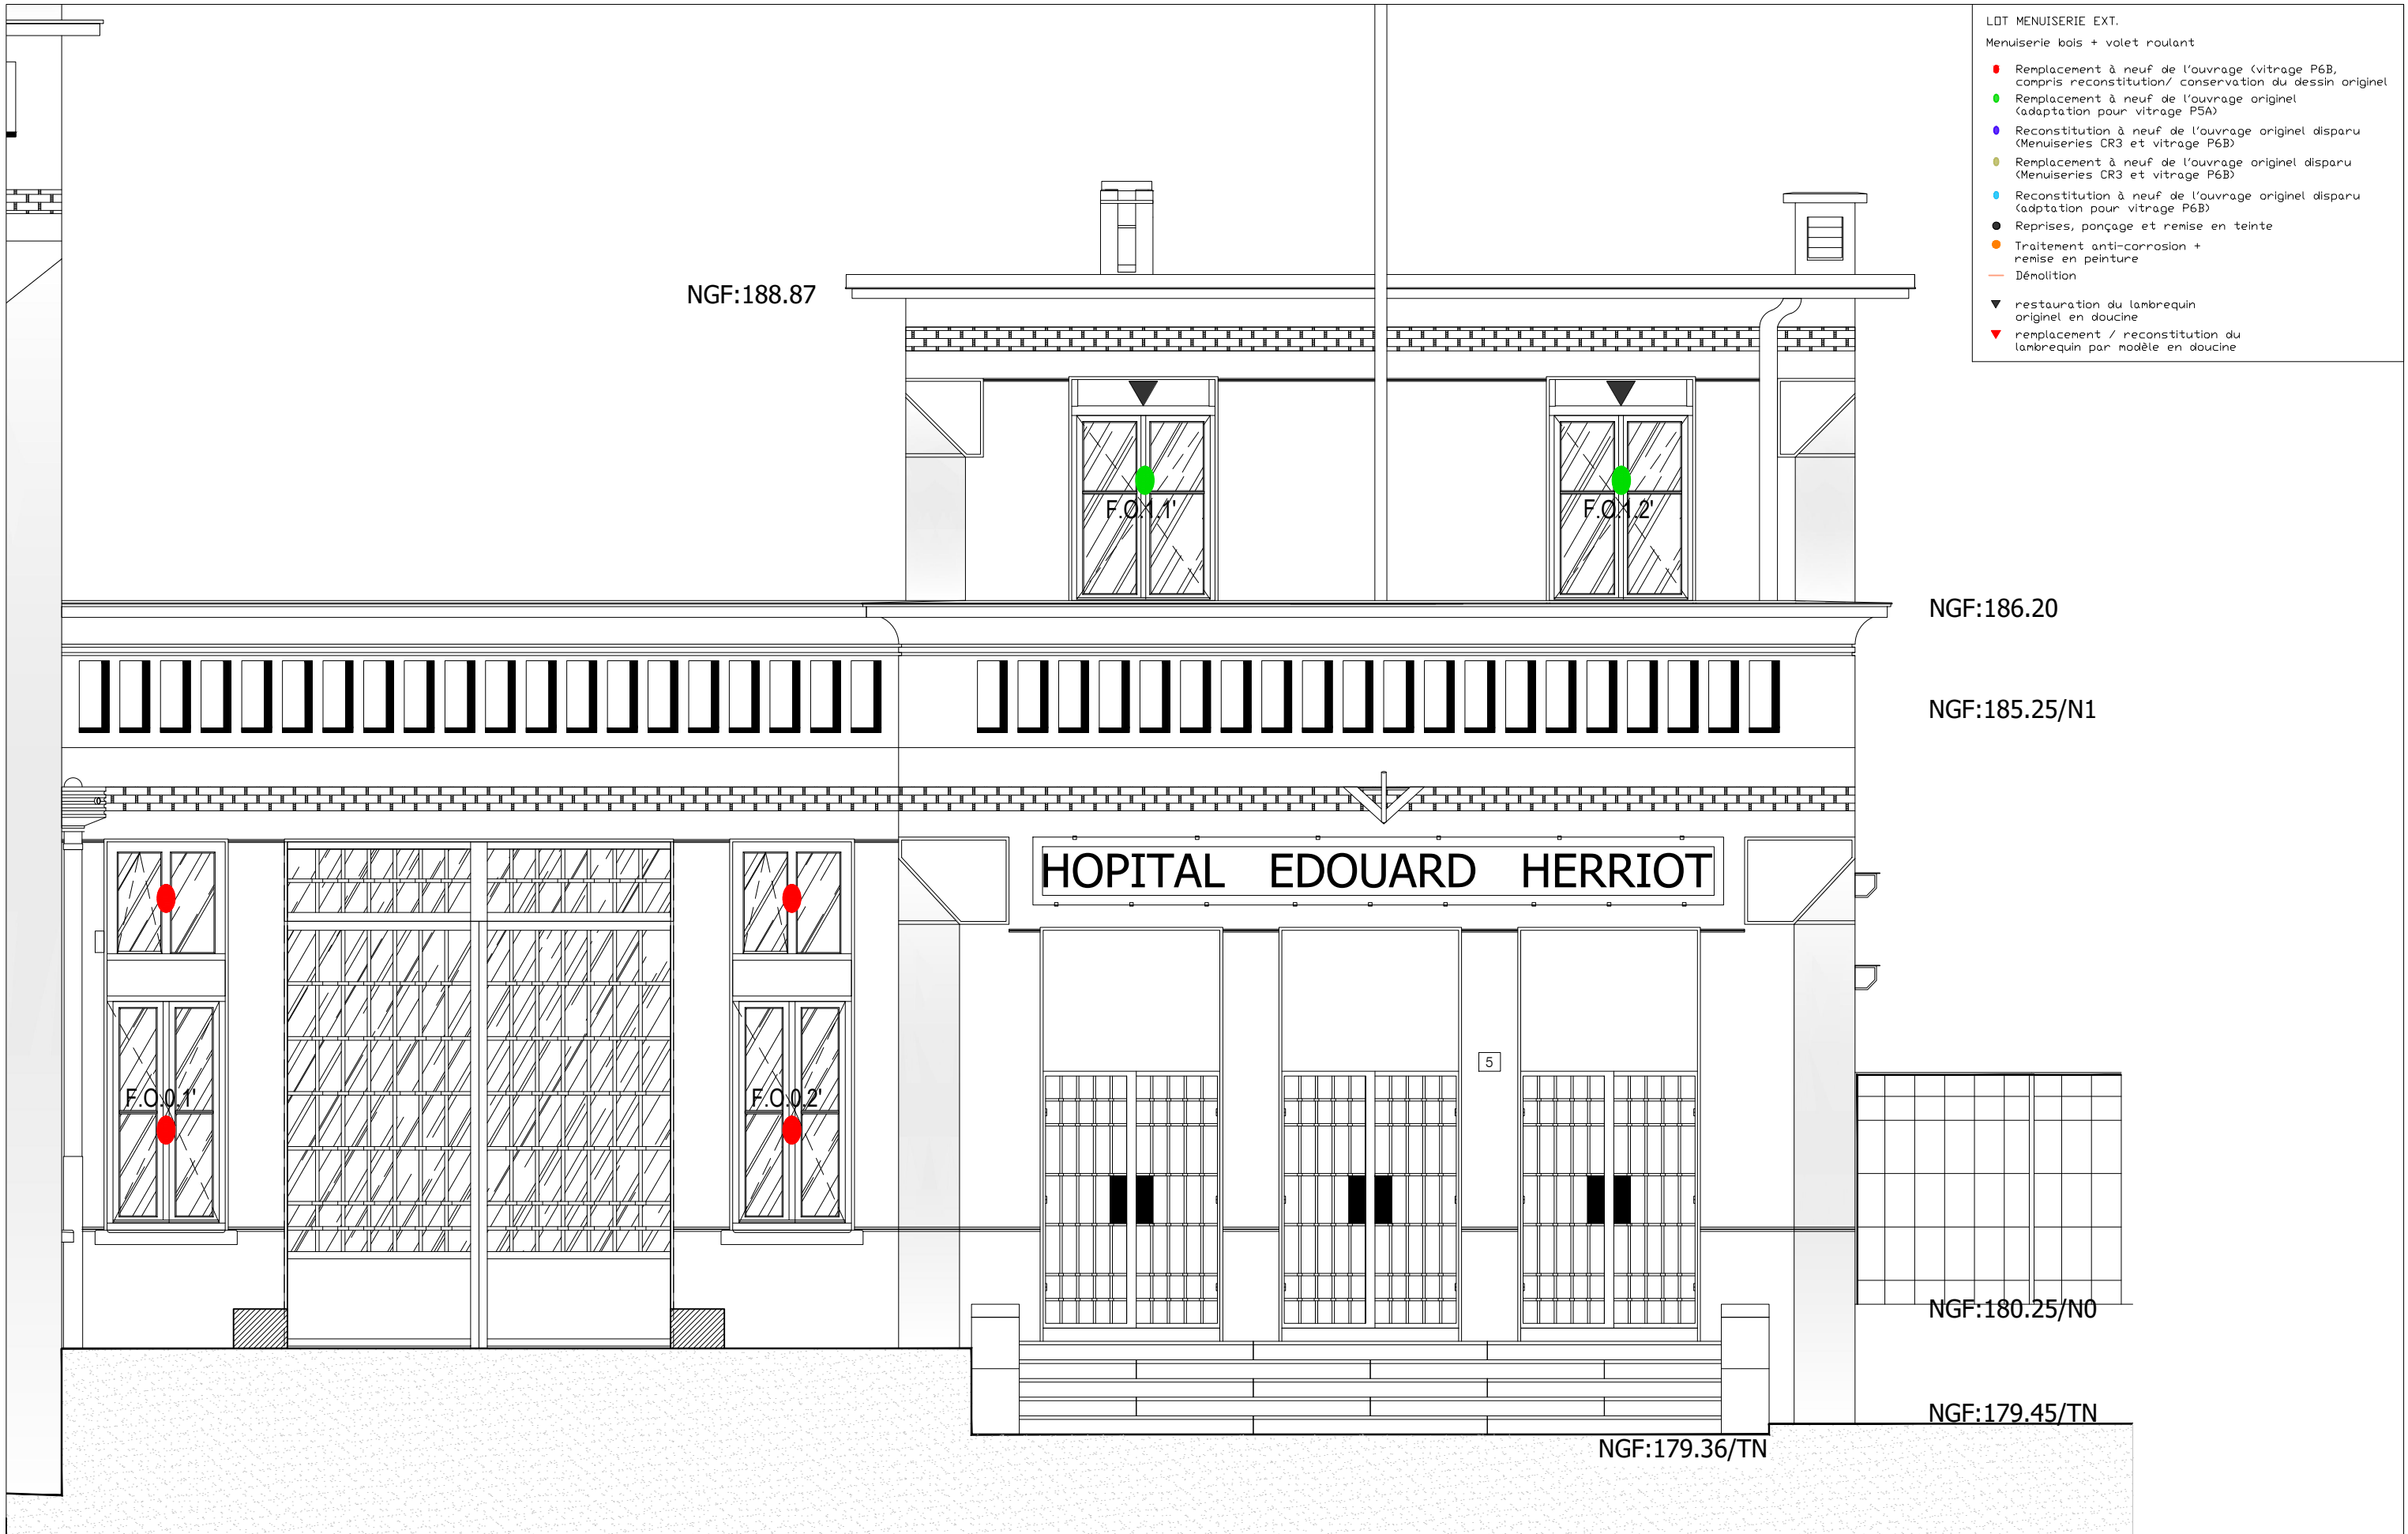 LOT MENUISERIE EXT.
Menuiserie bois + volet roulant
Remplacement à neuf de l'ouvrage (vitrage P6B,
compris reconstitution/ conservation du dessin originel
Remplacement à neuf de l'ouvrage originel
(adaptation pour vitrage P5A)
Reconstitution à neuf de l'ouvrage originel disparu
(Menuiseries CR3 et vitrage P6B)
Remplacement à neuf de l'ouvrage originel disparu
(Menuiseries CR3 et vitrage P6B)
Reconstitution à neuf de l'ouvrage originel disparu
(adptation pour vitrage P6B)
Reprises, ponçage et remise en teinte
Traitement anti-corrosion +
remise en peinture
Démolition
restauration du lambrequin
originel en doucine
remplacement / reconstitution du
lambrequin par modèle en doucine
NGF:188.87
F.O.1.1'
F.O.1.2'
NGF:186.20
NGF:185.25/N1
HOPITAL EDOUARD HERRIOT
5
F.O.0.1'
F.O.0.2'
NGF:180.25/N0
NGF:179.45/TN
NGF:179.36/TN